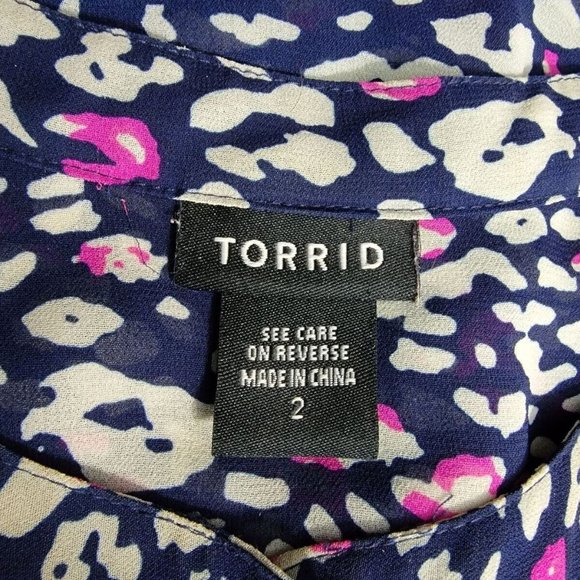 TORRID
SEE CARE
ON REVERSE
MADE IN CHINA
2